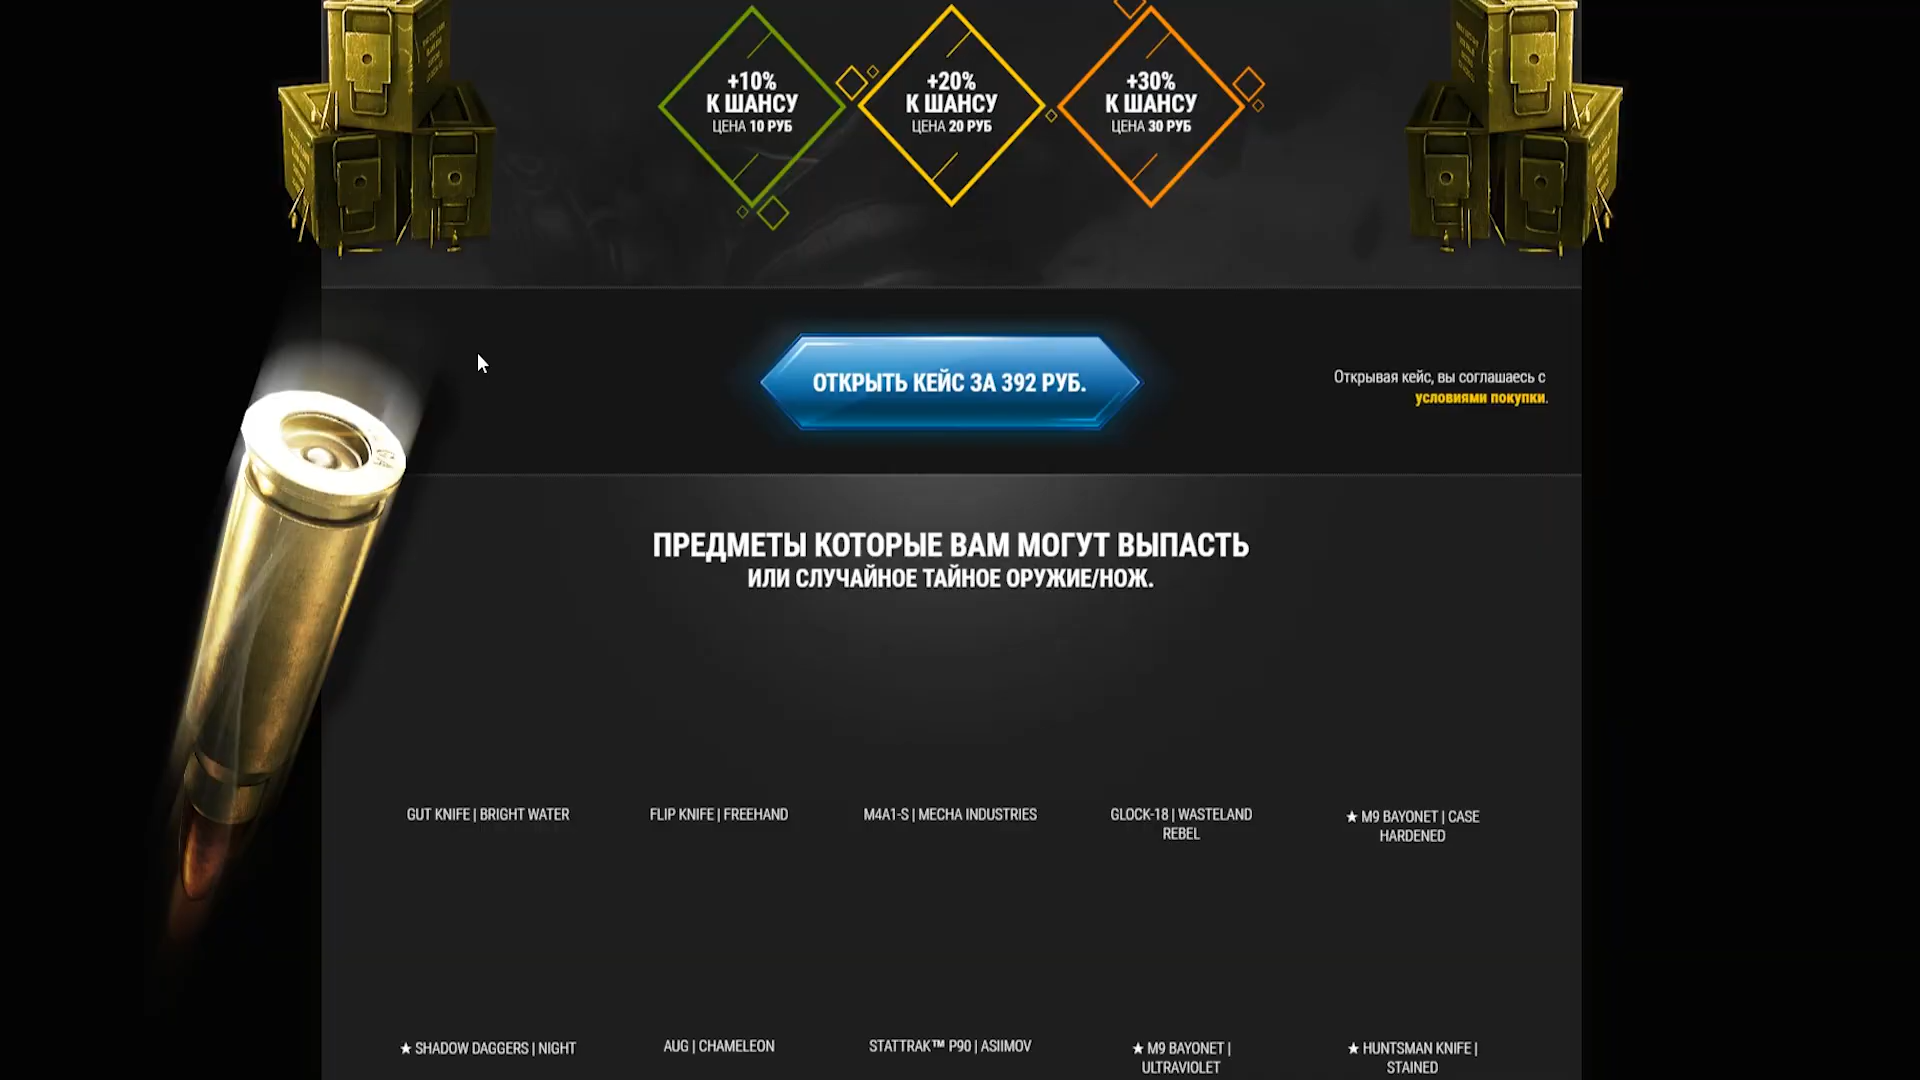 +10%
К ШАНСУ
ЦЕНА 10 РУБ
+20%
К ШАНСУ
ЦЕНА 20 РУБ
+30%
К ШАНСУ
ЦЕНА 30 РУБ
ОТКРЫТЬ КЕЙС ЗА 392 РУБ.
Открывая кейс, вы соглашаесь с
условиями покупки.
ПРЕДМЕТЫ КОТОРЫЕ ВАМ МОГУТ ВЫПАСТЬ
ИЛИ СЛУЧАЙНОЕ ТАЙНОЕ ОРУЖИЕ/НОЖ.
GUT KNIFE | BRIGHT WATER
FLIP KNIFE | FREEHAND
M4A1-S | MECHA INDUSTRIES
GLOCK-18 | WASTELAND
REBEL
★ M9 BAYONET | CASE
HARDENED
★ SHADOW DAGGERS | NIGHT
AUG | CHAMELEON
STATTRAK™ P90 | ASIIMOV
★ M9 BAYONET |
ULTRAVIOLET
★ HUNTSMAN KNIFE |
STAINED